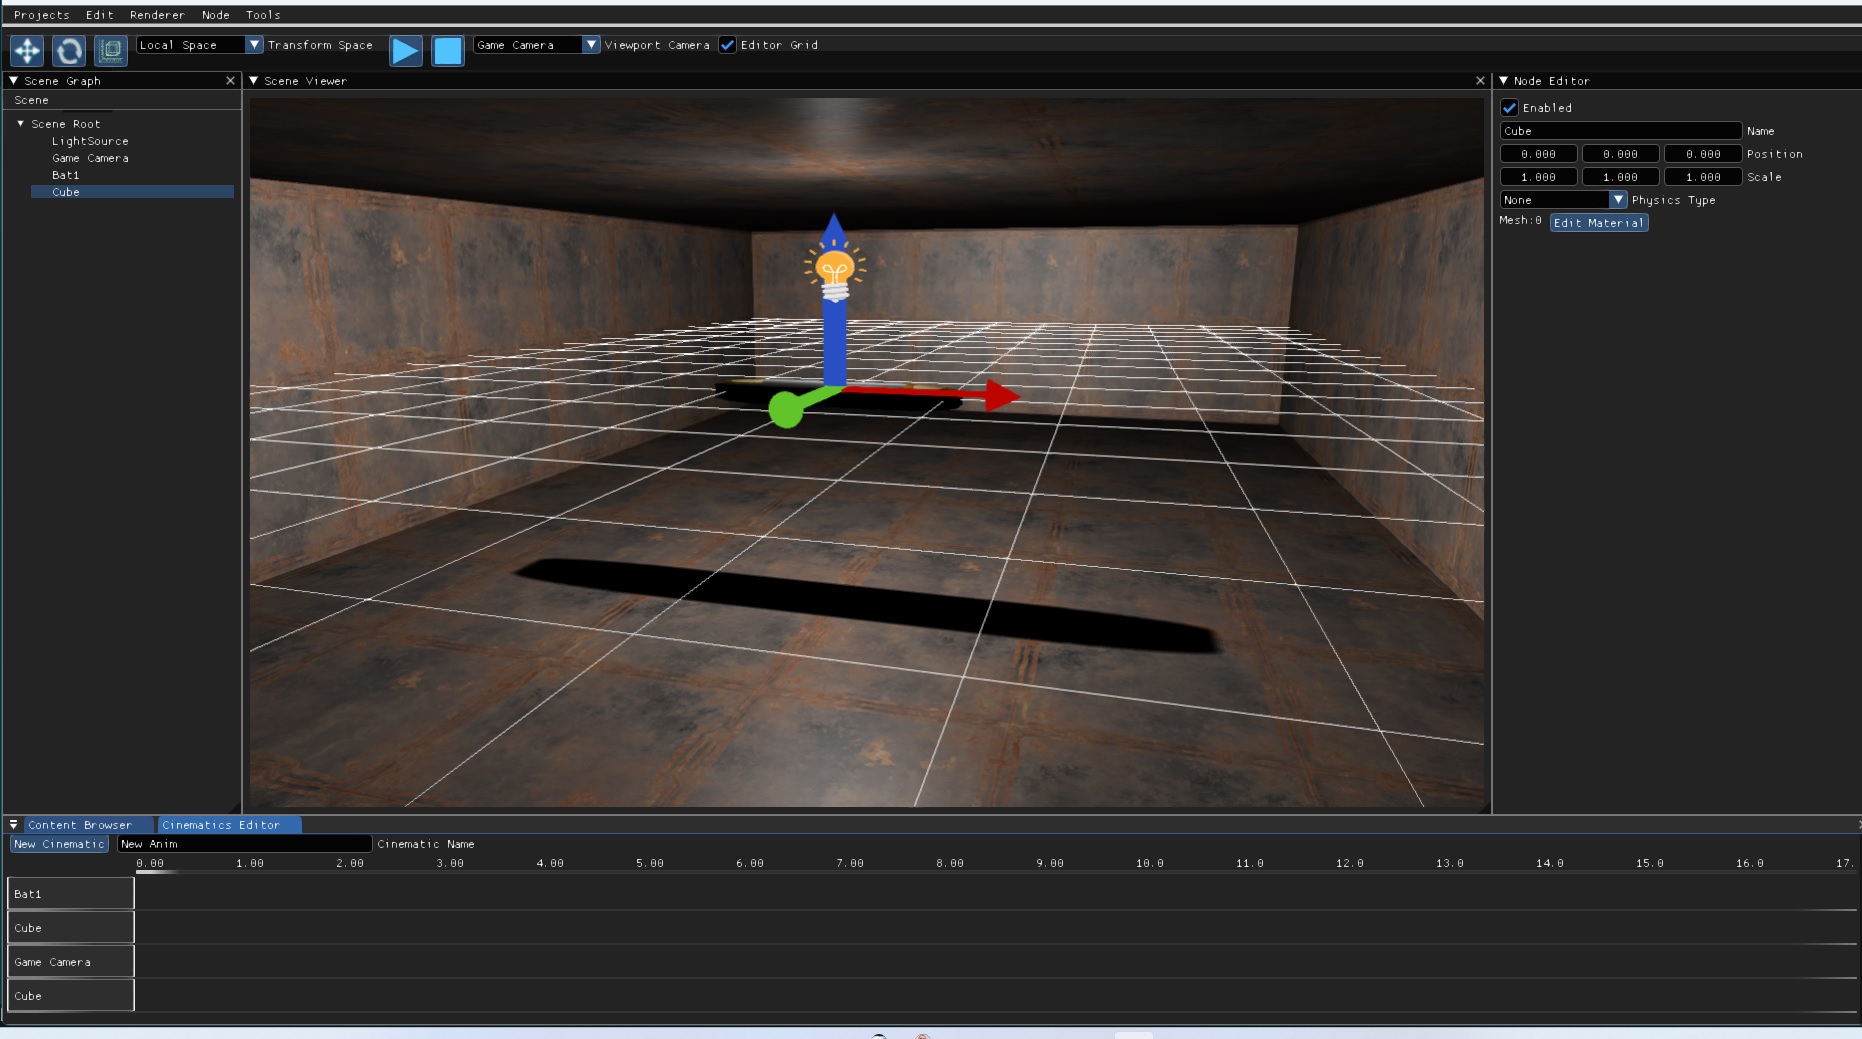 Projects Edit Renderer Node Tools
Local Space Transform Space Game Camera Viewport Camera Editor Grid
Scene Graph
Scene
Scene Root
LightSource
Game Camera
Bat1
Cube
Scene Viewer
Node Editor
Enabled
Cube Name
0.000 0.000 0.000 Position
1.000 1.000 1.000 Scale
None Physics Type
Mesh:0 Edit Material
Content Browser Cinematics Editor
New Cinematic New Anim Cinematic Name
0.00 1.00 2.00 3.00 4.00 5.00 6.00 7.00 8.00 9.00 10.0 11.0 12.0 13.0 14.0 15.0 16.0 17.
Bat1
Cube
Game Camera
Cube